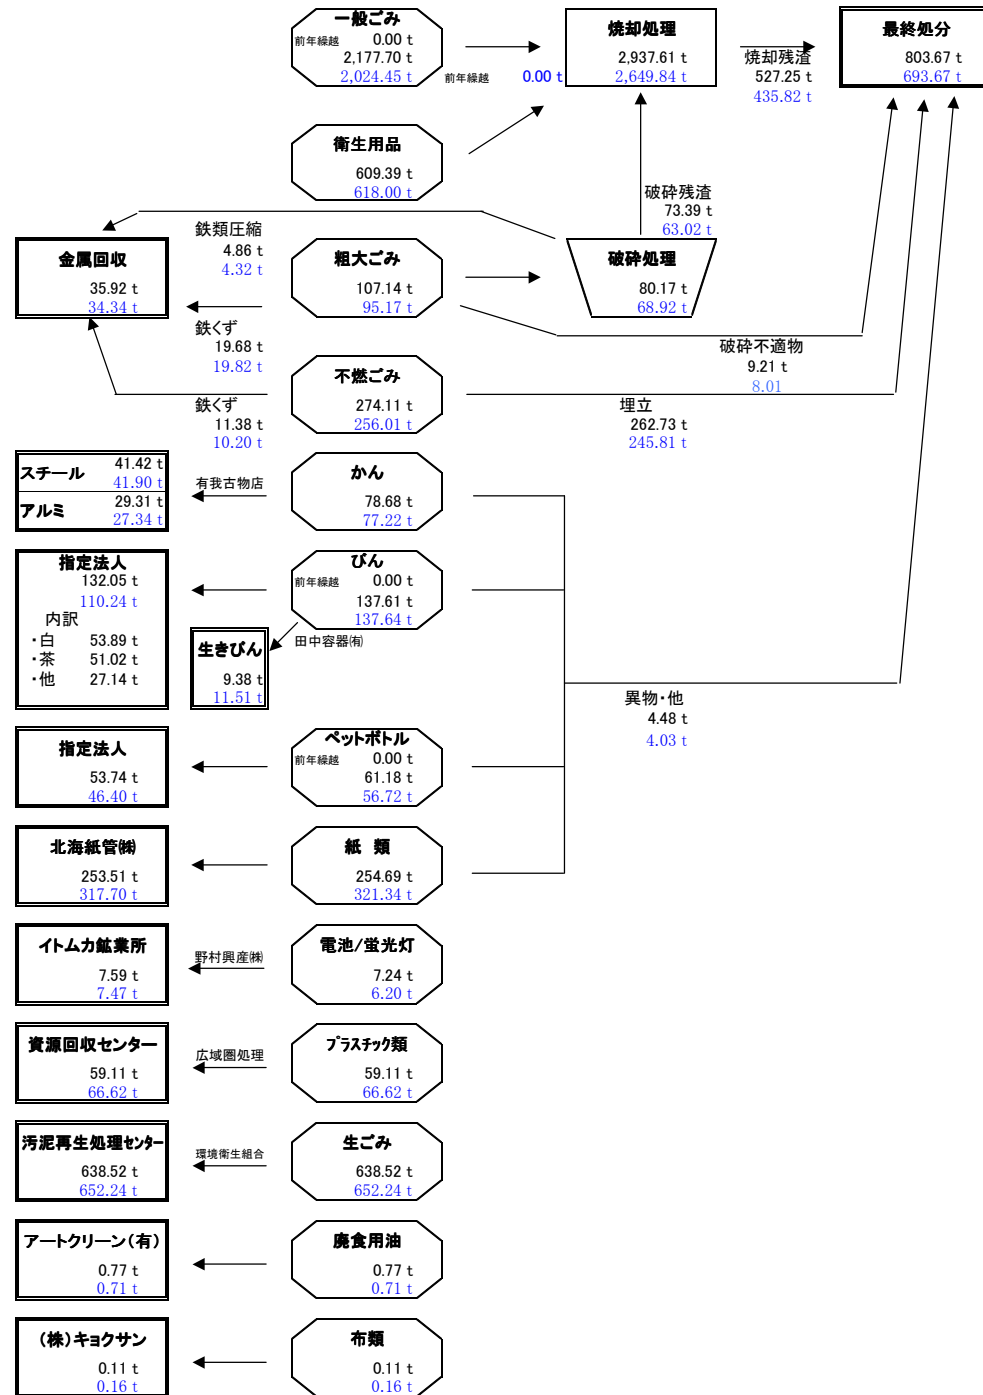 一般ごみ
前年繰越 0.00 t
2,177.70 t
2,024.45 t
前年繰越 0.00 t
焼却処理
2,937.61 t
2,649.84 t
焼却残渣
527.25 t
435.82 t
最終処分
803.67 t
693.67 t
衛生用品
609.39 t
618.00 t
破砕残渣
73.39 t
63.02 t
金属回収
35.92 t
34.34 t
鉄類圧縮
4.86 t
4.32 t
粗大ごみ
107.14 t
95.17 t
破砕処理
80.17 t
68.92 t
鉄くず
19.68 t
19.82 t
破砕不適物
9.21 t
8.01
不燃ごみ
274.11 t
256.01 t
鉄くず
11.38 t
10.20 t
埋立
262.73 t
245.81 t
スチール 41.42 t
41.90 t
アルミ 29.31 t
27.34 t
有我古物店
かん
78.68 t
77.22 t
指定法人
132.05 t
110.24 t
内訳
・白 53.89 t
・茶 51.02 t
・他 27.14 t
びん
前年繰越 0.00 t
137.61 t
137.64 t
田中容器㈲
生きびん
9.38 t
11.51 t
異物・他
4.48 t
4.03 t
指定法人
53.74 t
46.40 t
ペットボトル
前年繰越 0.00 t
61.18 t
56.72 t
北海紙管㈱
253.51 t
317.70 t
紙 類
254.69 t
321.34 t
イトムカ鉱業所
7.59 t
7.47 t
野村興産㈱
電池/蛍光灯
7.24 t
6.20 t
資源回収センター
59.11 t
66.62 t
広域圏処理
プラスチック類
59.11 t
66.62 t
汚泥再生処理センター
638.52 t
652.24 t
環境衛生組合
生ごみ
638.52 t
652.24 t
アートクリーン（有）
0.77 t
0.71 t
廃食用油
0.77 t
0.71 t
（株）キョクサン
0.11 t
0.16 t
布類
0.11 t
0.16 t